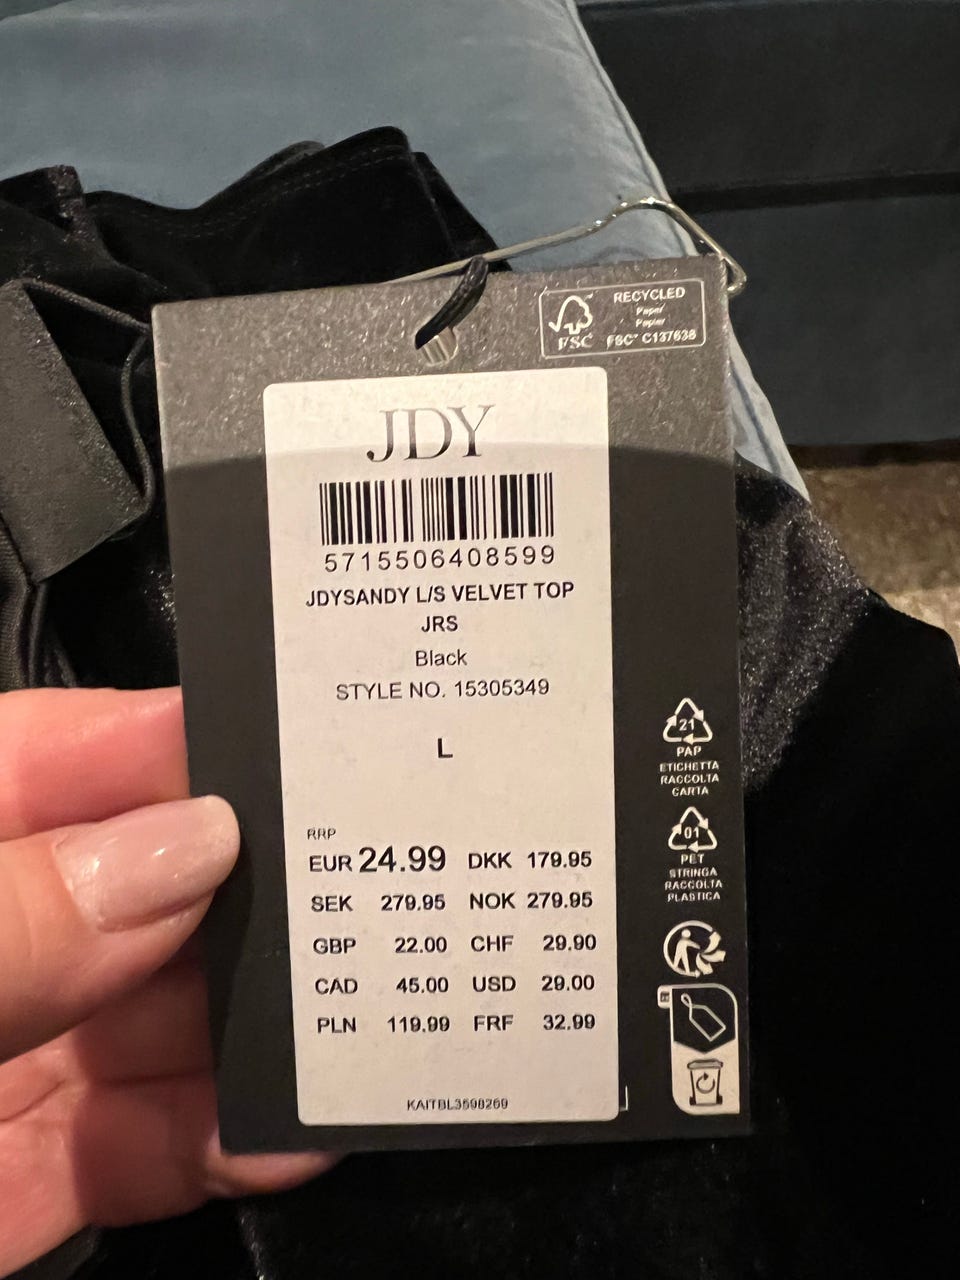 RECYCLED
Paper
Papier
FSC
FSC® C137638
JDY
5715506408599
JDYSANDY L/S VELVET TOP
JRS
Black
STYLE NO. 15305349
L
RRP
EUR 24.99 DKK 179.95
SEK 279.95 NOK 279.95
GBP 22.00 CHF 29.90
CAD 45.00 USD 29.00
PLN 119.99 FRF 32.99
KAITBL3598269
21
PAP
ETICHETTA
RACCOLTA
CARTA
01
PET
STRINGA
RACCOLTA
PLASTICA
FR